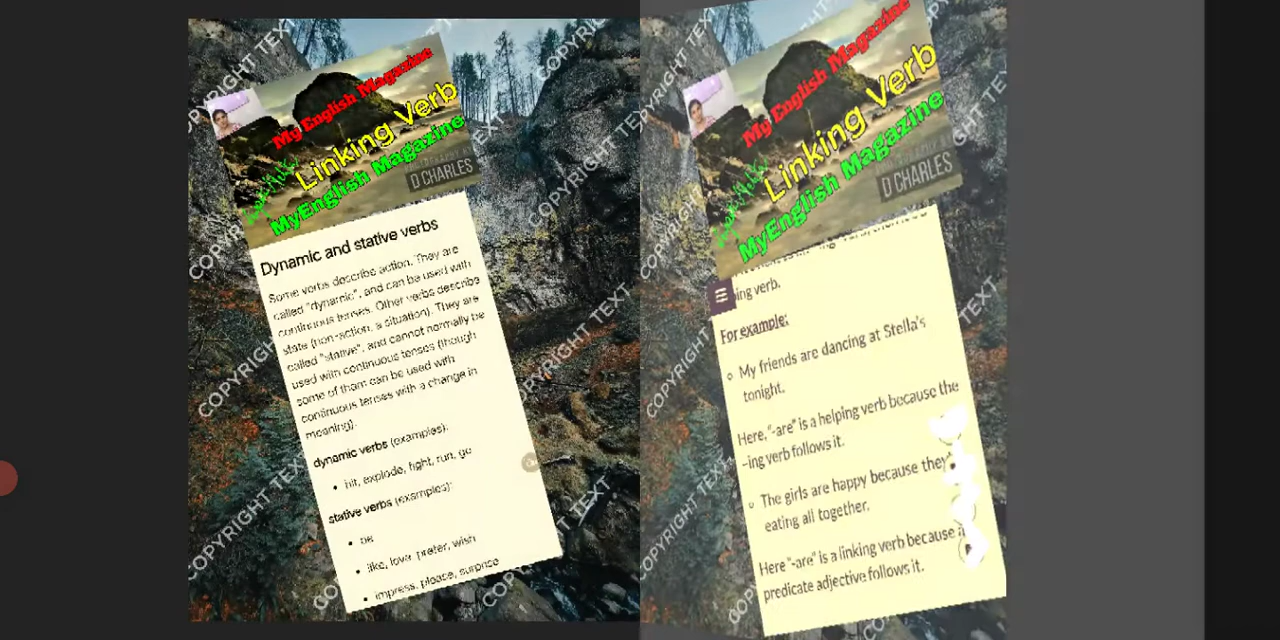 My English Magazine
Linking Verb
MyEnglish Magazine
D CHARLES
Dynamic and stative verbs
Some verbs describe action. They are
called "dynamic", and can be used with
continuous tenses. Other verbs describe
state (non-action, a situation). They are
called "stative", and cannot normally be
used with continuous tenses (though
some of them can be used with
continuous tenses with a change in
meaning).
dynamic verbs (examples):
• hit, explode, fight, run, go
stative verbs (examples):
• be
• like, love, prefer, wish
• impress, please, surprise
COPYRIGHT TEXT
My English Magazine
Linking Verb
MyEnglish Magazine
D CHARLES
ing verb.
For example:
My friends are dancing at Stella's
tonight.
Here, "-are" is a helping verb because the
-ing verb follows it.
The girls are happy because they
eating all together.
Here "-are" is a linking verb because
predicate adjective follows it.
COPYRIGHT TEXT